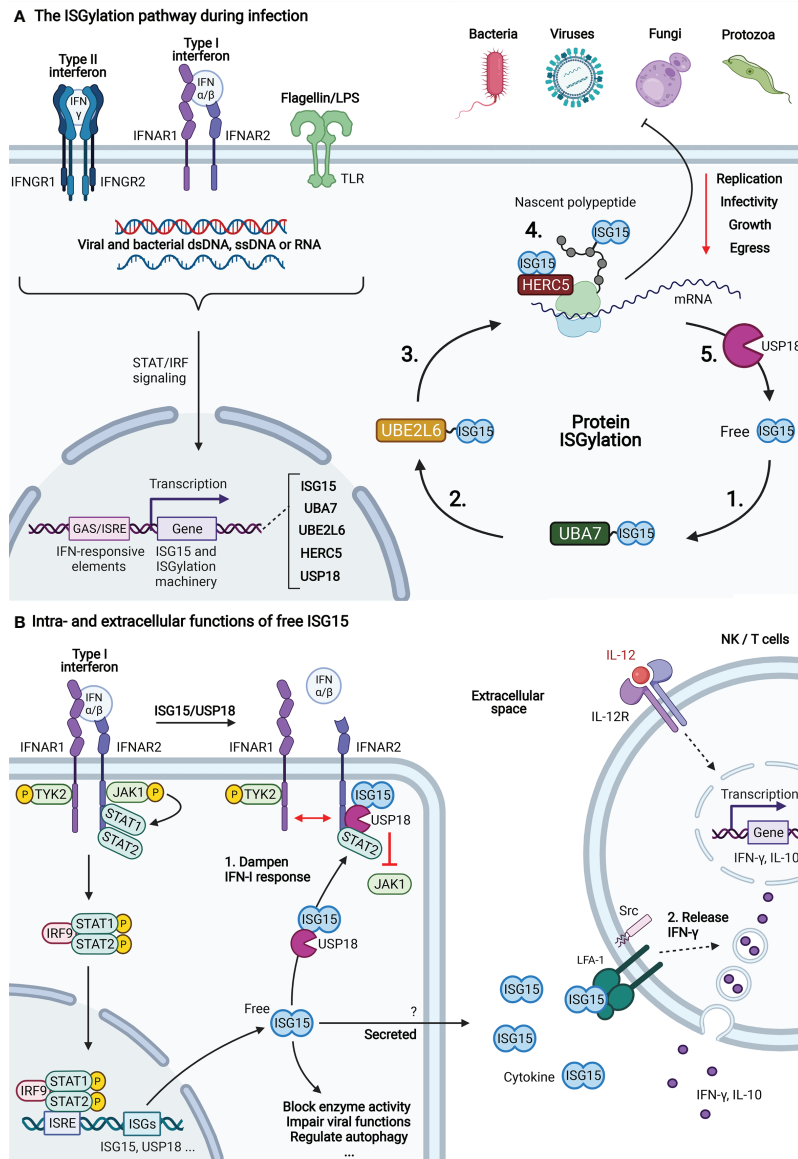 A The ISGylation pathway during infection
Type II
interferon
IFN
γ
IFNGR1
IFNGR2
Type I
interferon
IFN
α/β
IFNAR1
IFNAR2
Flagellin/LPS
TLR
Bacteria
Viruses
Fungi
Protozoa
Viral and bacterial dsDNA, ssDNA or RNA
STAT/IRF
signaling
Transcription
GAS/ISRE
Gene
IFN-responsive
elements
ISG15 and
ISGylation
machinery
ISG15
UBA7
UBE2L6
HERC5
USP18
Replication
Infectivity
Growth
Egress
Nascent polypeptide
4.
ISG15
ISG15
HERC5
mRNA
3.
5.
USP18
UBE2L6
ISG15
Protein
ISGylation
Free
ISG15
2.
1.
UBA7
ISG15
B Intra- and extracellular functions of free ISG15
Type I
interferon
IFN
α/β
IFNAR1
IFNAR2
ISG15/USP18
IFN
α/β
IFNAR1
IFNAR2
P
TYK2
JAK1
P
STAT1
STAT2
P
TYK2
ISG15
USP18
STAT2
JAK1
1. Dampen
IFN-I response
IRF9
STAT1
P
STAT2
P
ISG15
USP18
Free
ISG15
?
Secreted
IRF9
STAT1
P
STAT2
P
ISRE
ISGs
ISG15, USP18 ...
Block enzyme activity
Impair viral functions
Regulate autophagy
...
Extracellular
space
NK / T cells
IL-12
IL-12R
Transcription
Gene
IFN-γ, IL-10
Src
2. Release
IFN-γ
LFA-1
ISG15
ISG15
ISG15
Cytokine
ISG15
IFN-γ, IL-10